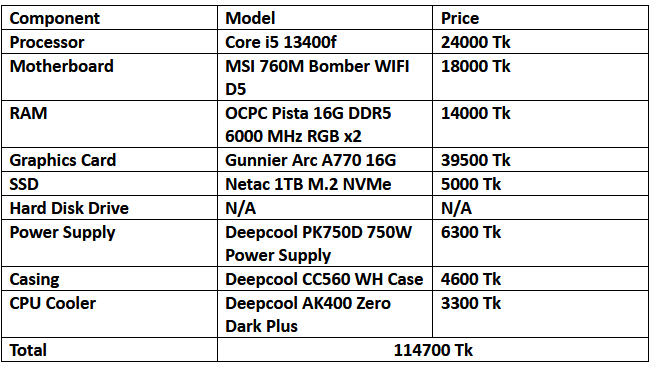 Component Model Price
Processor Core i5 13400f 24000 Tk
Motherboard MSI 760M Bomber WIFI 18000 Tk
D5
RAM OCPC Pista 16G DDR5 14000 Tk
6000 MHz RGB x2
Graphics Card Gunnier Arc A770 16G 39500 Tk
SSD Netac 1TB M.2 NVMe 5000 Tk
Hard Disk Drive N/A N/A
Power Supply Deepcool PK750D 750W 6300 Tk
Power Supply
Casing Deepcool CC560 WH Case 4600 Tk
CPU Cooler Deepcool AK400 Zero 3300 Tk
Dark Plus
Total 114700 Tk